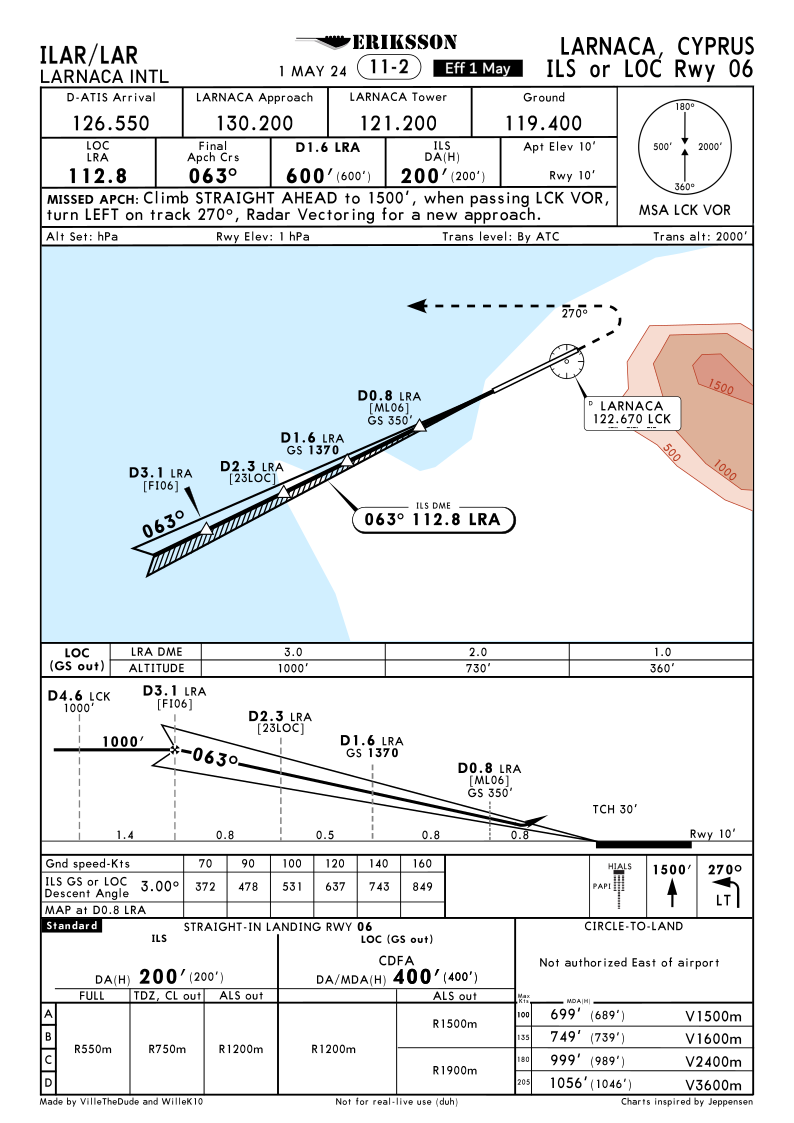 ILAR/LAR
LARNACA INTL
ERIKSSON
1 MAY 24
11-2
Eff 1 May
LARNACA, CYPRUS
ILS or LOC Rwy 06
D-ATIS Arrival
126.550
LARNACA Approach
130.200
LARNACA Tower
121.200
Ground
119.400
LOC
LRA
112.8
Final
Apch Crs
063°
D1.6 LRA
600′ (600′)
ILS
DA(H)
200′ (200′)
Apt Elev 10′
Rwy 10′
180°
500′ 2000′
360°
MSA LCK VOR
MISSED APCH: Climb STRAIGHT AHEAD to 1500′, when passing LCK VOR,
turn LEFT on track 270°, Radar Vectoring for a new approach.
Alt Set: hPa Rwy Elev: 1 hPa Trans level: By ATC Trans alt: 2000′
270°
1500
D LARNACA
122.670 LCK
500
1000
D0.8 LRA
[ML06]
GS 350′
D1.6 LRA
GS 1370
D2.3 LRA
[23LOC]
D3.1 LRA
[FI06]
063°
ILS DME
063° 112.8 LRA
LOC
(GS out)
LRA DME 3.0 2.0 1.0
ALTITUDE 1000′ 730′ 360′
D4.6 LCK
1000′
D3.1 LRA
[FI06]
D2.3 LRA
[23LOC]
D1.6 LRA
GS 1370
D0.8 LRA
[ML06]
GS 350′
1000′
063°
TCH 30′
1.4 0.8 0.5 0.8 0.8
Rwy 10′
Gnd speed-Kts 70 90 100 120 140 160
ILS GS or LOC
Descent Angle 3.00° 372 478 531 637 743 849
MAP at D0.8 LRA
HIALS
PAPI
1500′
270°
LT
Standard
STRAIGHT-IN LANDING RWY 06
CIRCLE-TO-LAND
ILS
LOC (GS out)
CDFA
DA(H) 200′ (200′)
DA/MDA(H) 400′ (400′)
Not authorized East of airport
FULL TDZ, CL out ALS out
ALS out
Max
Kts
MDA(H)
A
B
C
D
R550m R750m R1200m
R1200m
R1500m
R1900m
100 699′ (689′) V1500m
135 749′ (739′) V1600m
180 999′ (989′) V2400m
205 1056′ (1046′) V3600m
Made by VilleTheDude and WilleK10 Not for real-live use (duh) Charts inspired by Jeppensen